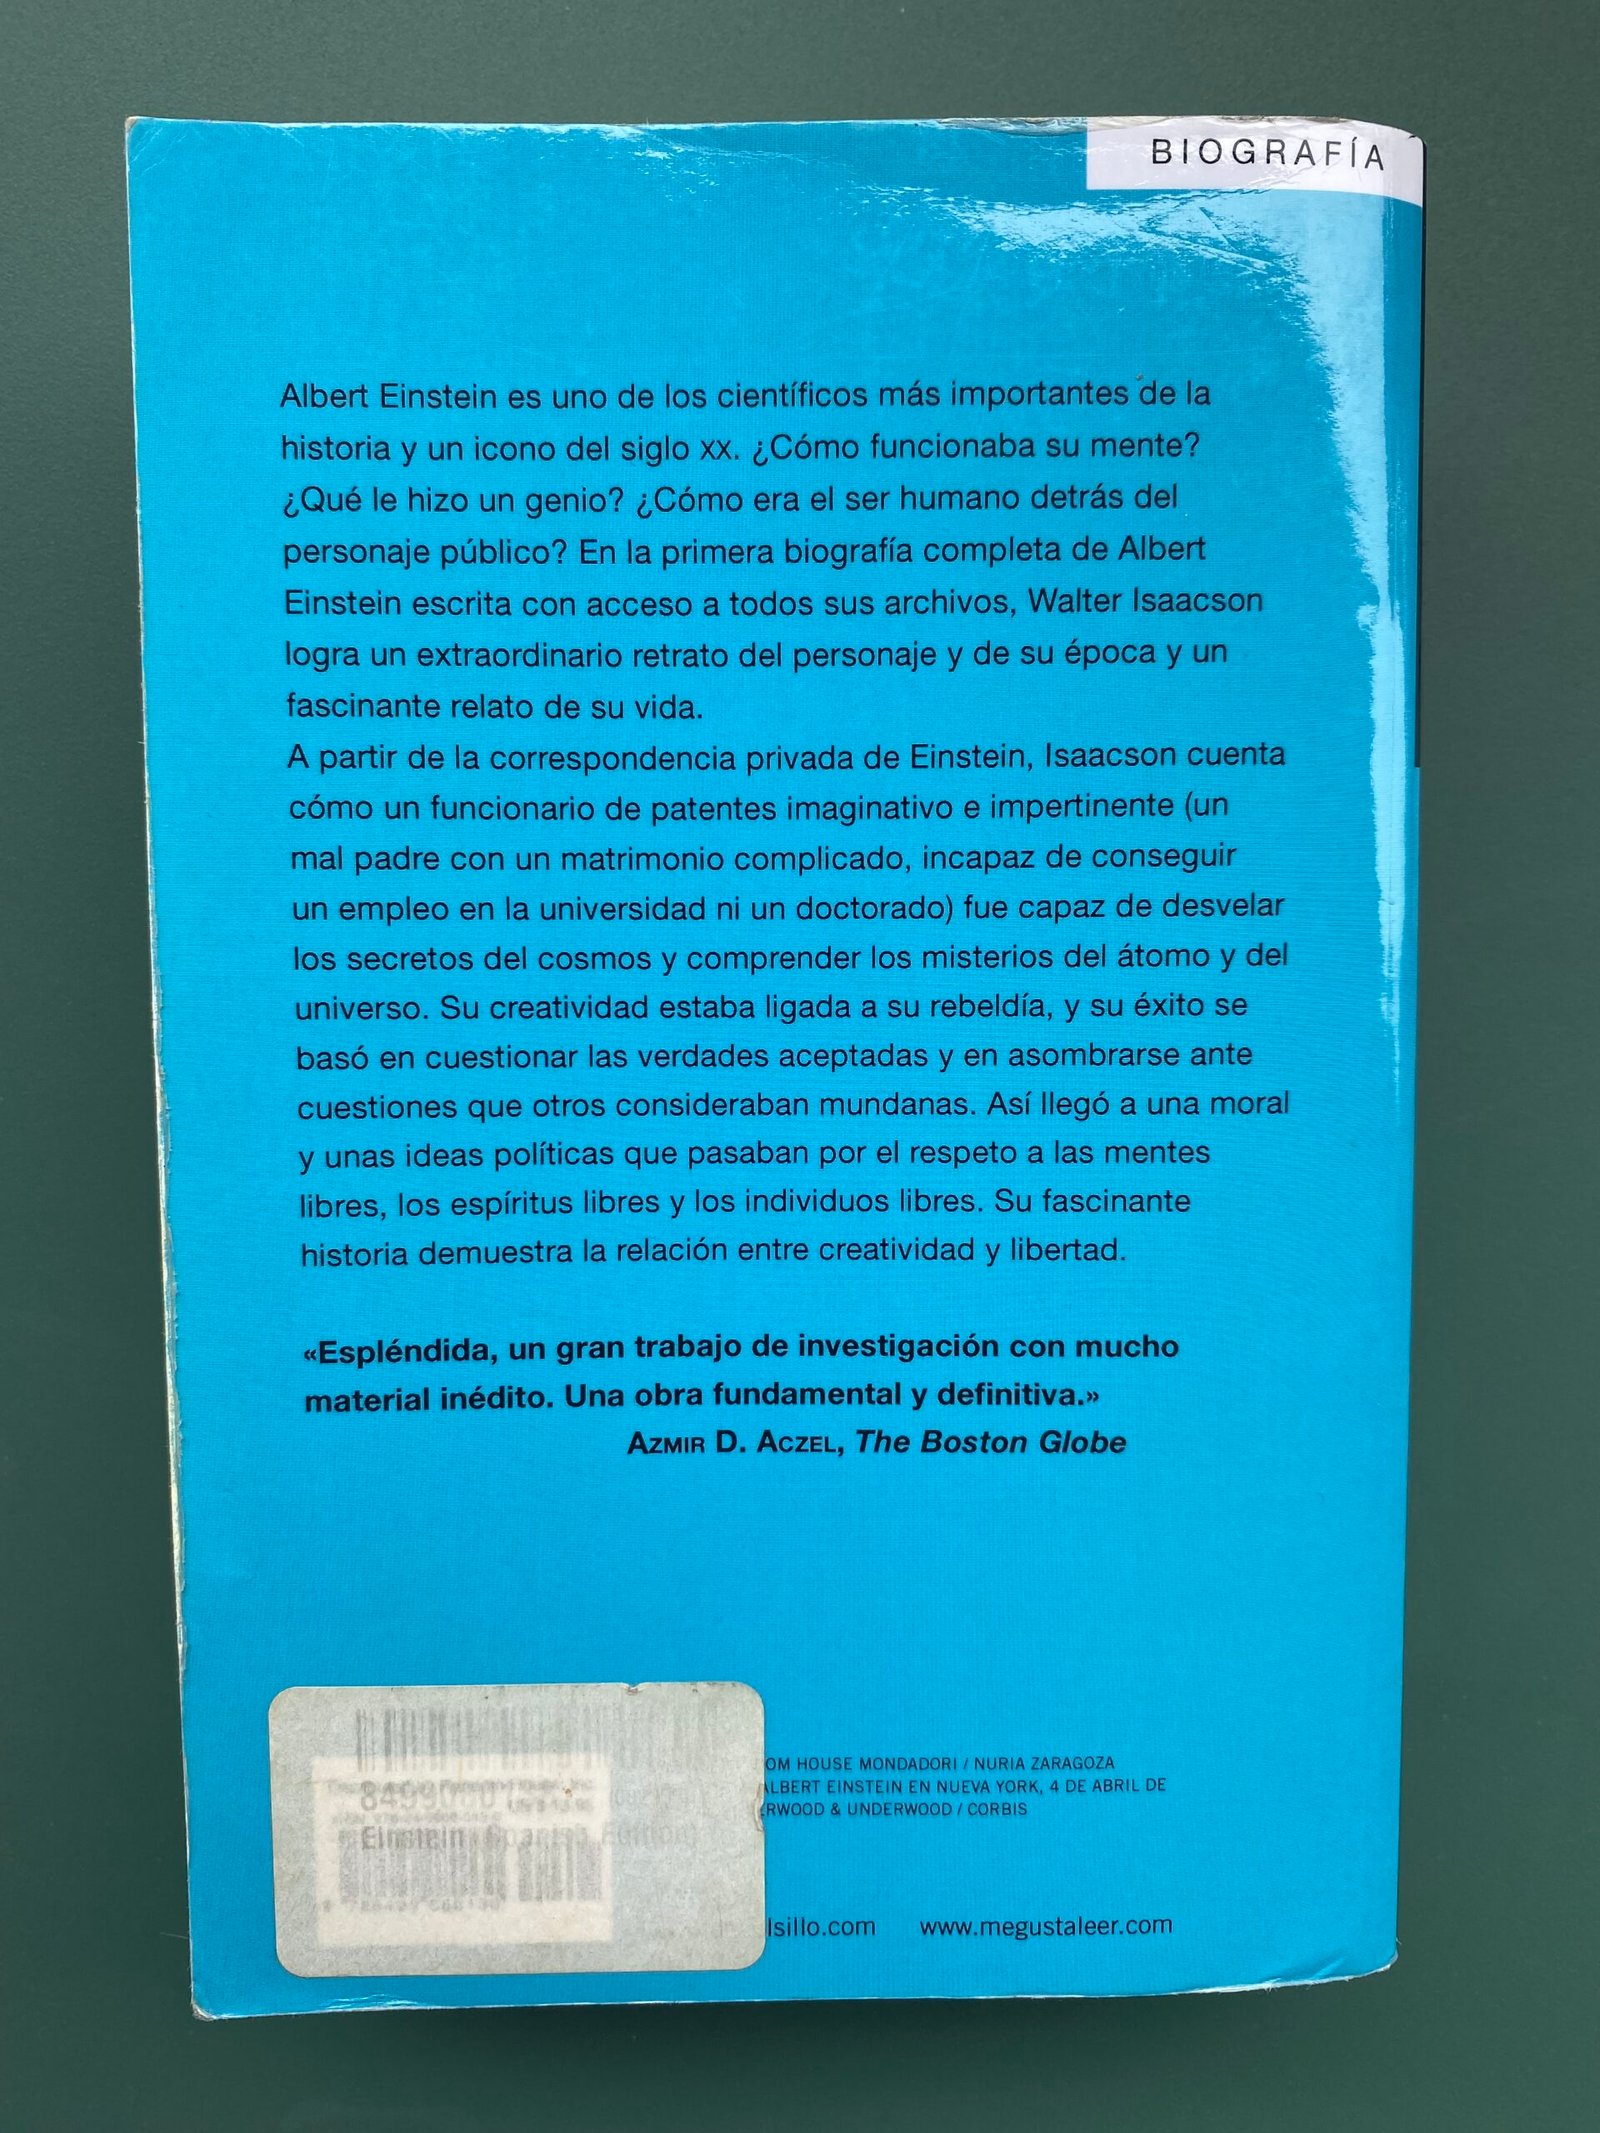 BIOGRAFÍA
Albert Einstein es uno de los científicos más importantes de la
historia y un icono del siglo XX. ¿Cómo funcionaba su mente?
¿Qué le hizo un genio? ¿Cómo era el ser humano detrás del
personaje público? En la primera biografía completa de Albert
Einstein escrita con acceso a todos sus archivos, Walter Isaacson
logra un extraordinario retrato del personaje y de su época y un
fascinante relato de su vida.
A partir de la correspondencia privada de Einstein, Isaacson cuenta
cómo un funcionario de patentes imaginativo e impertinente (un
mal padre con un matrimonio complicado, incapaz de conseguir
un empleo en la universidad ni un doctorado) fue capaz de desvelar
los secretos del cosmos y comprender los misterios del átomo y del
universo. Su creatividad estaba ligada a su rebeldía, y su éxito se
basó en cuestionar las verdades aceptadas y en asombrarse ante
cuestiones que otros consideraban mundanas. Así llegó a una moral
y unas ideas políticas que pasaban por el respeto a las mentes
libres, los espíritus libres y los individuos libres. Su fascinante
historia demuestra la relación entre creatividad y libertad.
«Espléndida, un gran trabajo de investigación con mucho
material inédito. Una obra fundamental y definitiva.»
AZMIR D. ACZEL, The Boston Globe
OM HOUSE MONDADORI / NURIA ZARAGOZA
ALBERT EINSTEIN EN NUEVA YORK, 4 DE ABRIL DE
ERWOOD & UNDERWOOD / CORBIS
Einstein (Spanish Edition)
lsillo.com www.megustaleer.com